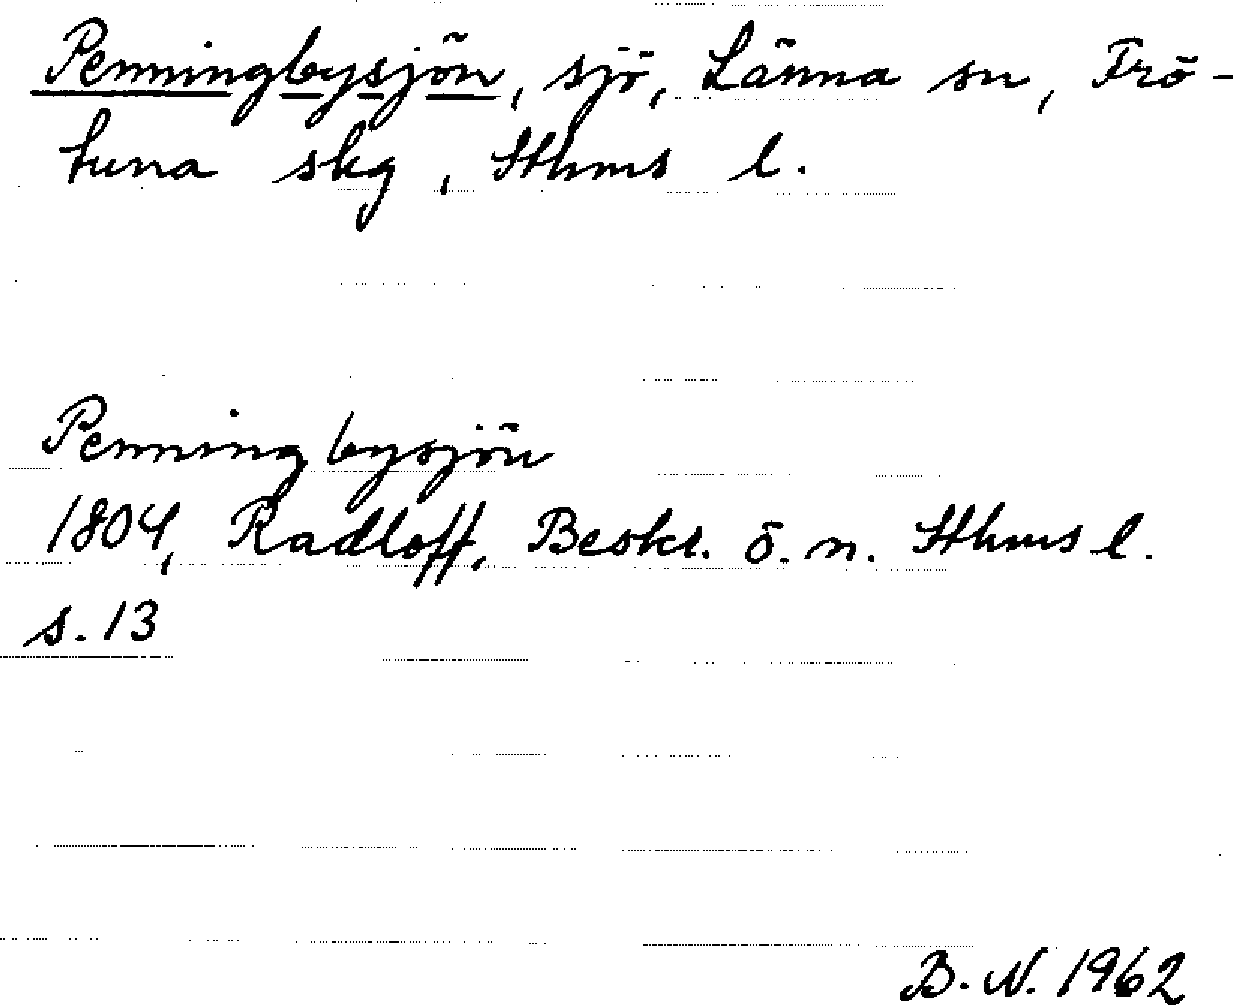 Penningbysjön, sjö, Länna sn, Frö-
tuna skg, Sthms l.
Penningbysjön
1804, Radloff, Beskr. ö. n. Sthms l.
s. 13
B. N. 1962